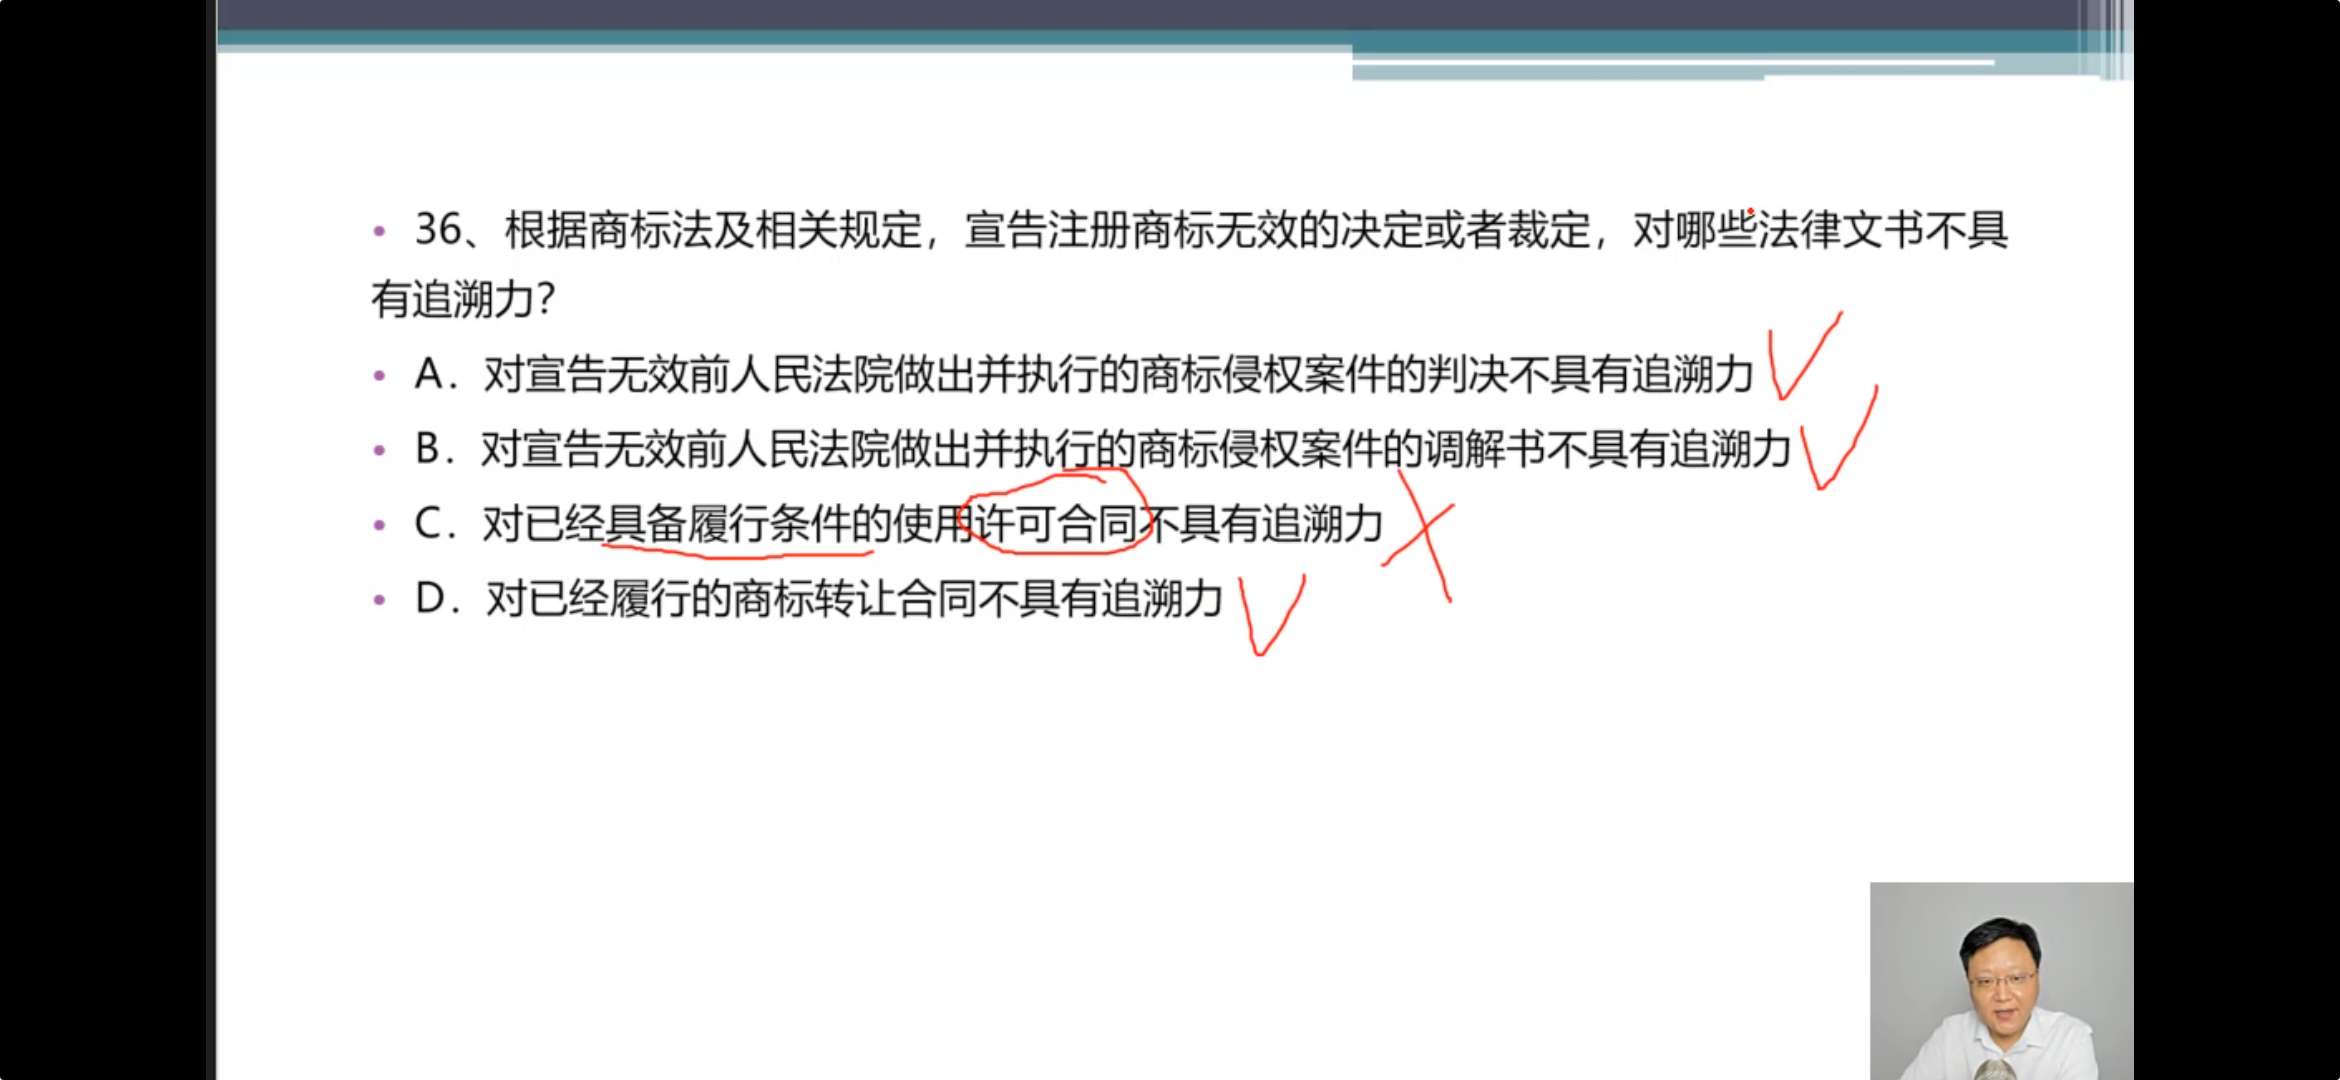 • 36、根据商标法及相关规定，宣告注册商标无效的决定或者裁定，对哪些法律文书不具
有追溯力？
• A．对宣告无效前人民法院做出并执行的商标侵权案件的判决不具有追溯力
• B．对宣告无效前人民法院做出并执行的商标侵权案件的调解书不具有追溯力
• C．对已经具备履行条件的使用许可合同不具有追溯力
• D．对已经履行的商标转让合同不具有追溯力